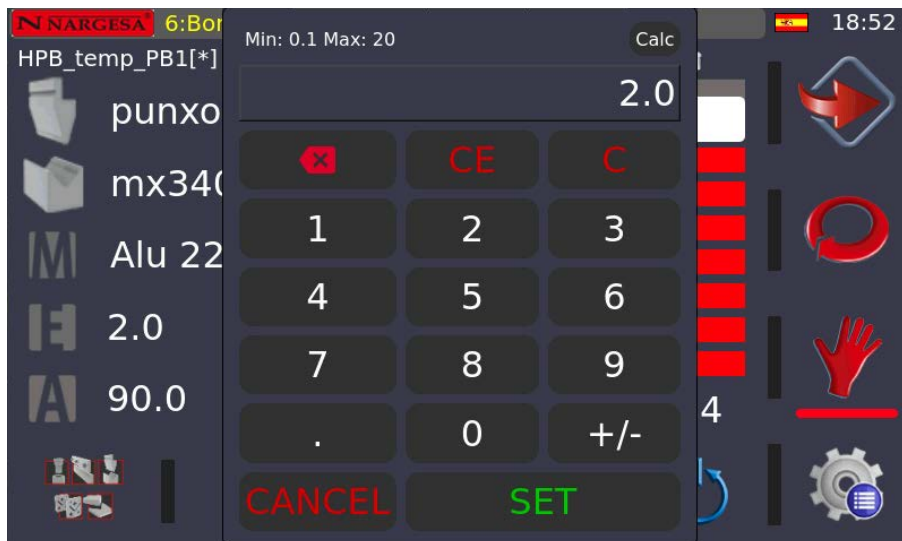 NARGESA 6:Bor
18:52
HPB_temp_PB1[*]
punxo
mx340
M Alu 22
E 2.0
A 90.0
4
Min: 0.1 Max: 20
Calc
2.0
CE C
1 2 3
4 5 6
7 8 9
. 0 +/-
CANCEL SET